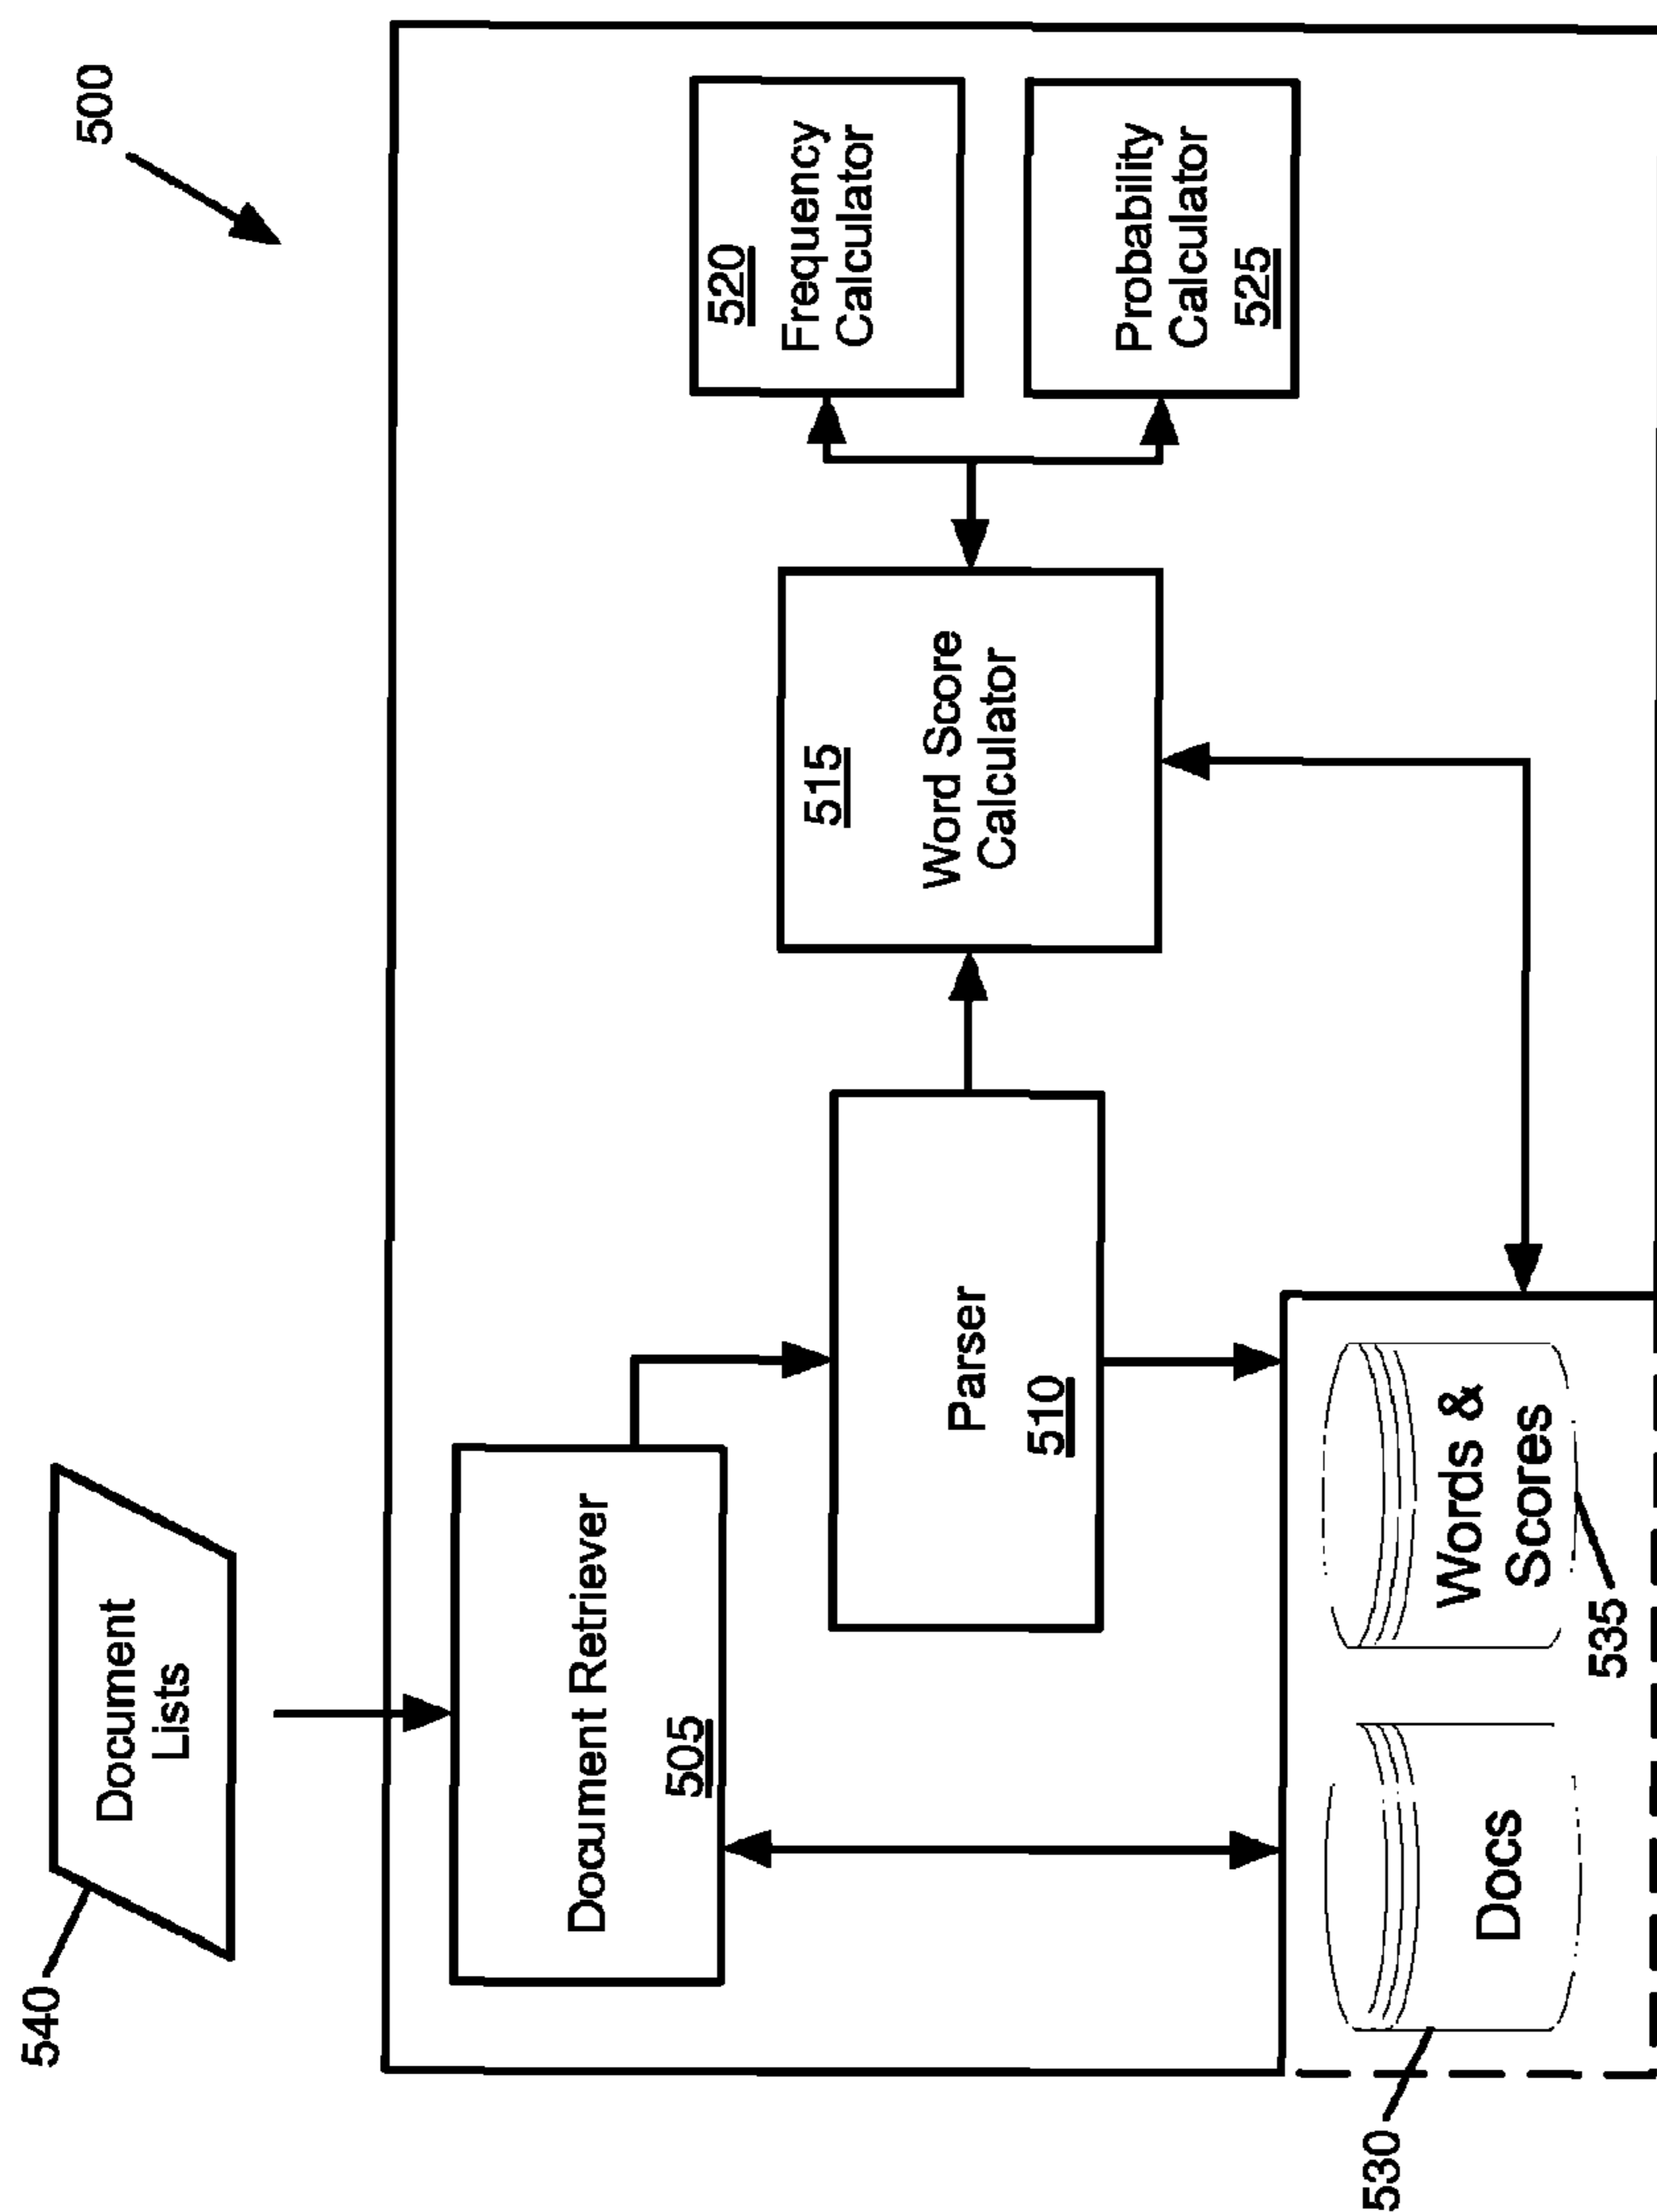 500
540
Document
Lists
Document Retriever
505
Parser
510
515
Word Score
Calculator
520
Frequency
Calculator
Probability
Calculator
525
530
Docs
Words &
Scores
535